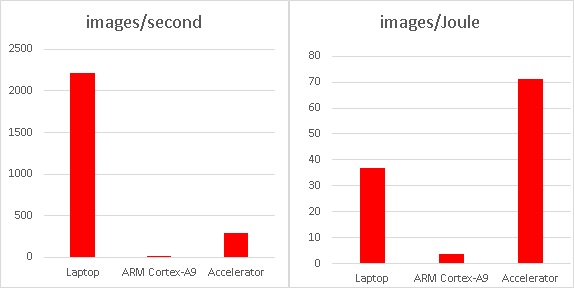 images/second
2500
2000
1500
1000
500
0
Laptop
ARM Cortex-A9
Accelerator
images/Joule
80
70
60
50
40
30
20
10
0
Laptop
ARM Cortex-A9
Accelerator